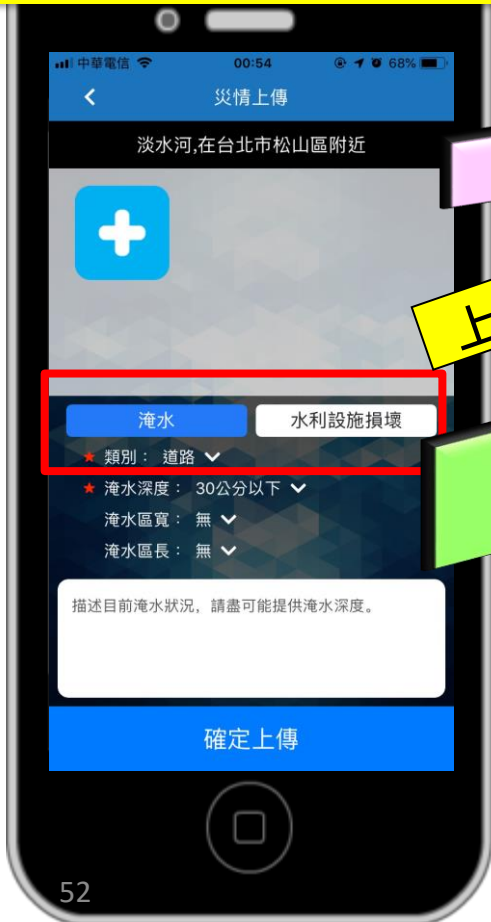 中華電信 00:54 68%
災情上傳
淡水河,在台北市松山區附近
上
淹水 水利設施損壞
★ 類別： 道路
★ 淹水深度： 30公分以下
淹水區寬： 無
淹水區長： 無
描述目前淹水狀況，請盡可能提供淹水深度。
確定上傳
52